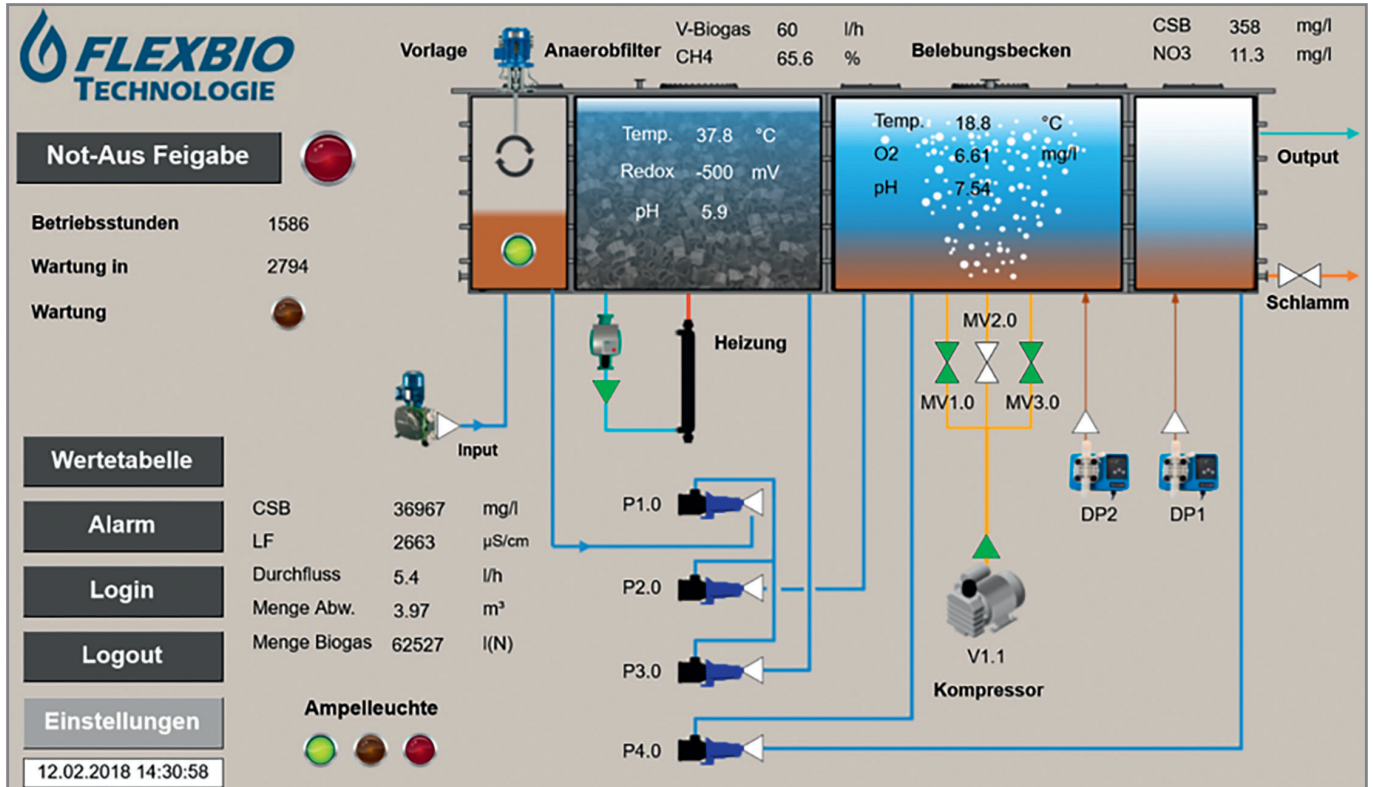 FLEXBIO
TECHNOLOGIE
Vorlage
Anaerobfilter
V-Biogas 60 l/h
CH4 65.6 %
Belebungsbecken
CSB 358 mg/l
NO3 11.3 mg/l
Not-Aus Feigabe
Temp. 37.8 °C
Redox -500 mV
pH 5.9
Temp. 18.8 °C
O2 6.61 mg/l
pH 7.54
Output
Schlamm
Betriebsstunden 1586
Wartung in 2794
Wartung
Heizung
MV2.0
MV1.0 MV3.0
Input
DP2 DP1
Wertetabelle
Alarm
Login
Logout
Einstellungen
12.02.2018 14:30:58
CSB 36967 mg/l
LF 2663 µS/cm
Durchfluss 5.4 l/h
Menge Abw. 3.97 m³
Menge Biogas 62527 l(N)
Ampelleuchte
P1.0
P2.0
P3.0
P4.0
V1.1
Kompressor